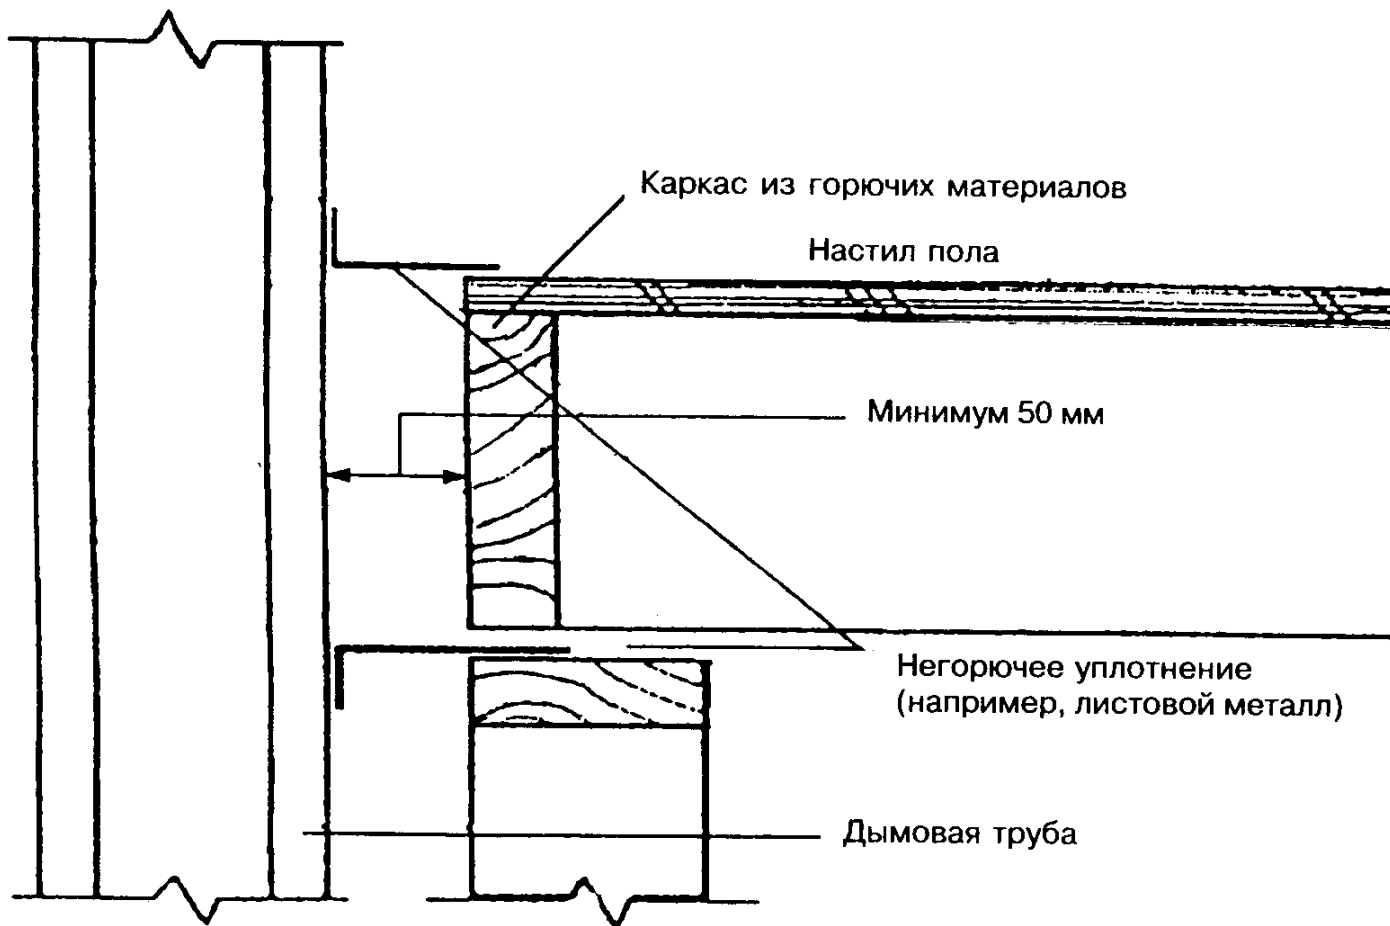 Каркас из горючих материалов
Настил пола
Минимум 50 мм
Негорючее уплотнение
(например, листовой металл)
Дымовая труба